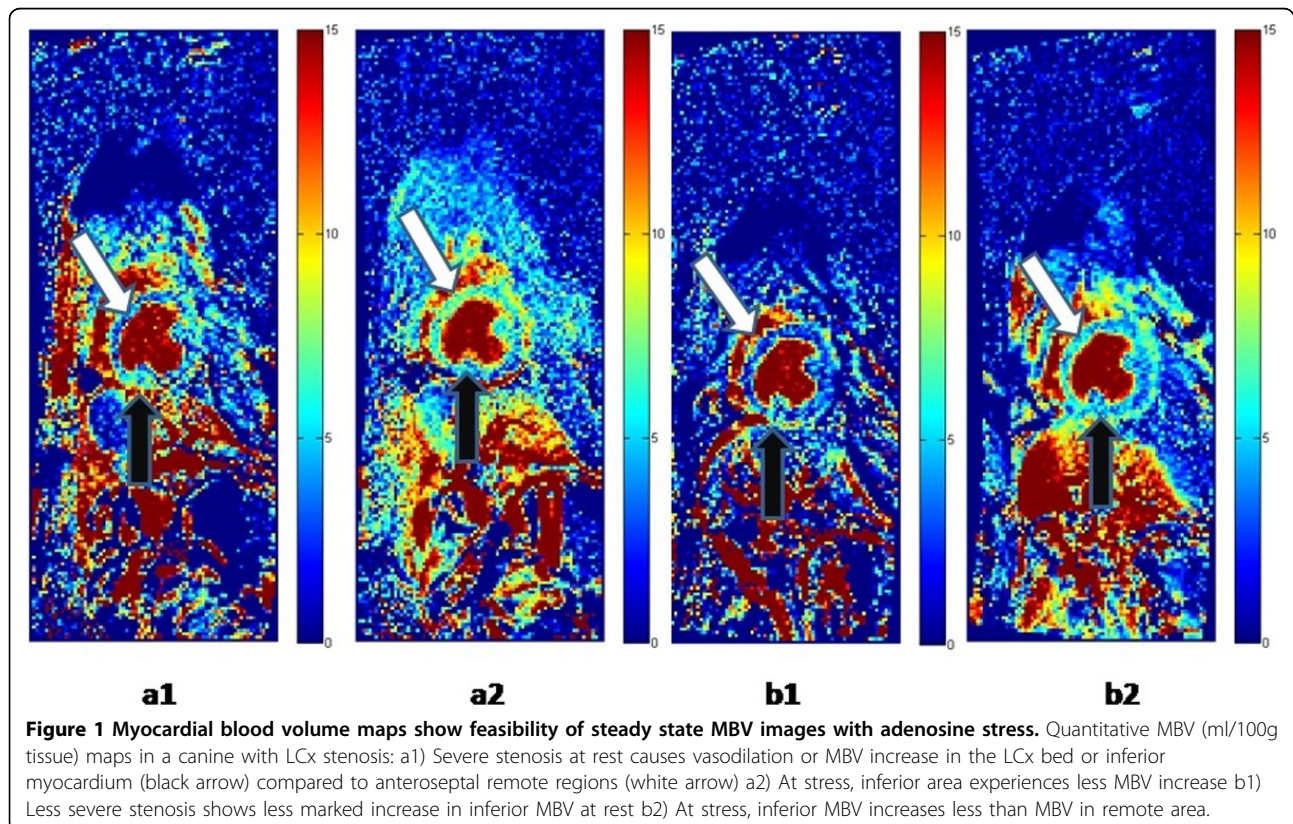 15 15 15 15
10 10 10 10
5 5 5 5
0 0 0 0
a1 a2 b1 b2
Figure 1 Myocardial blood volume maps show feasibility of steady state MBV images with adenosine stress. Quantitative MBV (ml/100g
tissue) maps in a canine with LCx stenosis: a1) Severe stenosis at rest causes vasodilation or MBV increase in the LCx bed or inferior
myocardium (black arrow) compared to anteroseptal remote regions (white arrow) a2) At stress, inferior area experiences less MBV increase b1)
Less severe stenosis shows less marked increase in inferior MBV at rest b2) At stress, inferior MBV increases less than MBV in remote area.